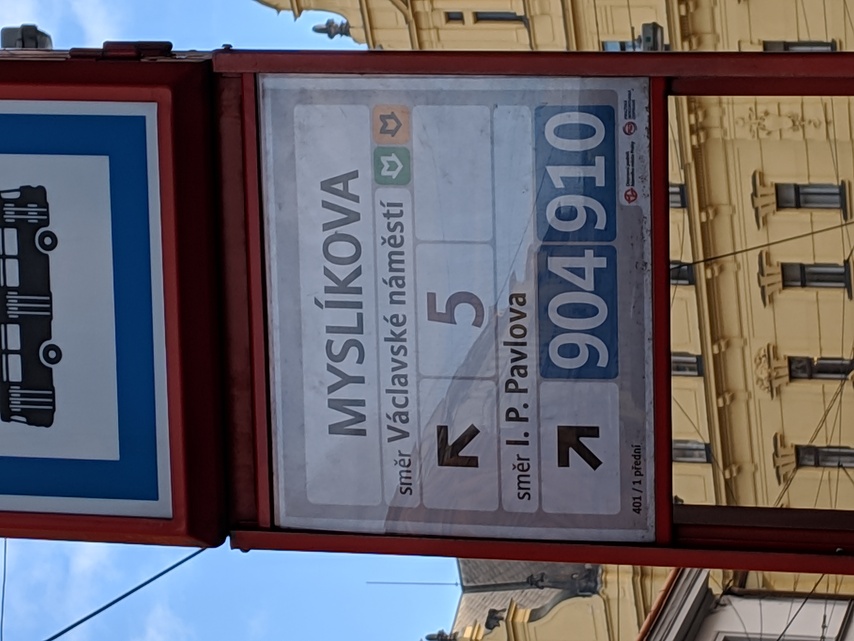 MYSLÍKOVA
směr Václavské náměstí
5
směr I. P. Pavlova
904 910
401 / 1 přední